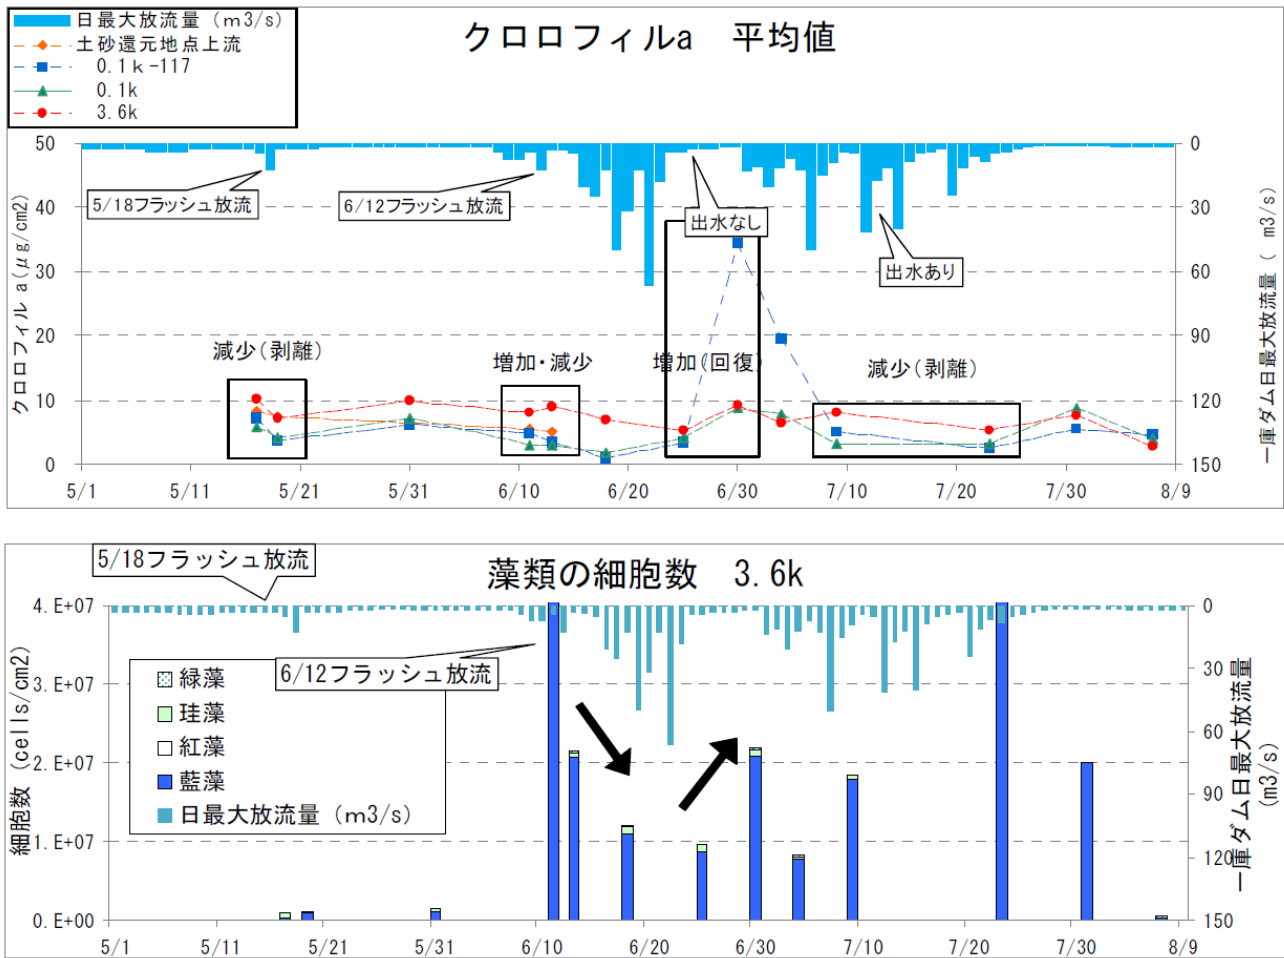 クロロフィルa　平均値
日最大放流量（m3/s）
土砂還元地点上流
0.1k-117
0.1k
3.6k
クロロフィル a(μg/cm2)
50
40
30
20
10
0
0
30
60
90
120
150
一庫ダム日最大放流量（ m3/s）
5/18フラッシュ放流
6/12フラッシュ放流
出水なし
出水あり
減少(剥離)
増加・減少
増加(回復)
減少(剥離)
5/1 5/11 5/21 5/31 6/10 6/20 6/30 7/10 7/20 7/30 8/9
藻類の細胞数　3.6k
5/18フラッシュ放流
6/12フラッシュ放流
細胞数 (cells/cm2)
4.E+07
3.E+07
2.E+07
1.E+07
0.E+00
緑藻
珪藻
紅藻
藍藻
日最大放流量（m3/s）
0
30
60
90
120
150
一庫ダム日最大放流量
(m3/s)
5/1 5/11 5/21 5/31 6/10 6/20 6/30 7/10 7/20 7/30 8/9